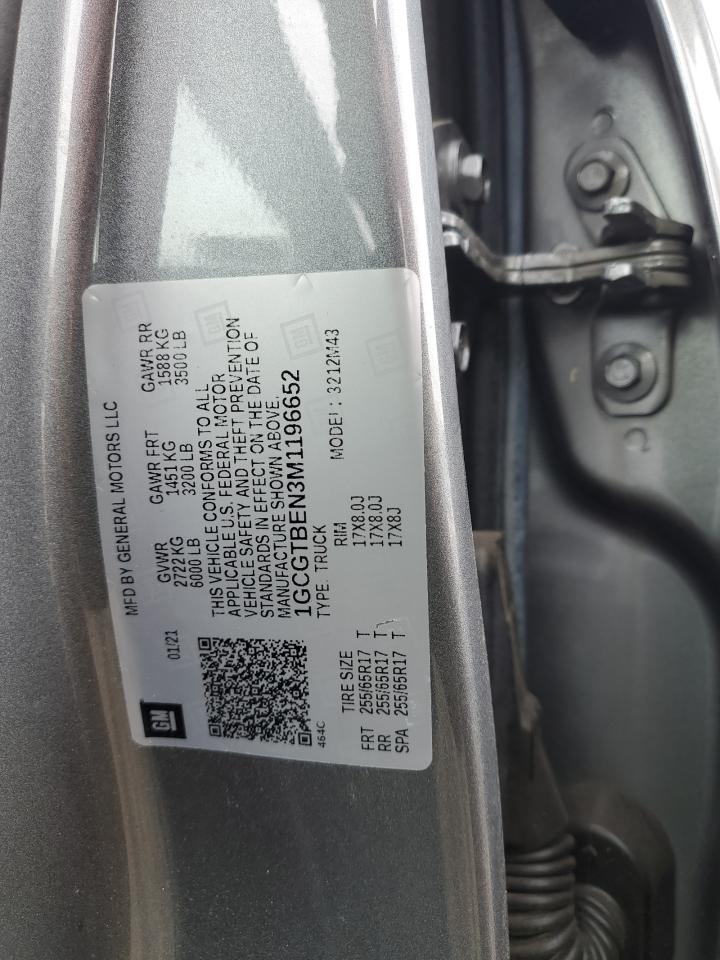 GM
MFD BY GENERAL MOTORS LLC
01/21
GVWR GAWR FRT GAWR RR
2722 KG 1451 KG 1588 KG
6000 LB 3200 LB 3500 LB
THIS VEHICLE CONFORMS TO ALL
APPLICABLE U.S. FEDERAL MOTOR
VEHICLE SAFETY AND THEFT PREVENTION
STANDARDS IN EFFECT ON THE DATE OF
MANUFACTURE SHOWN ABOVE.
1GCGTBEN3M1196652
TYPE: TRUCK MODEL: 3212M43
464C
TIRE SIZE RIM
FRT 255/65R17 T 17X8.0J
RR 255/65R17 T 17X8.0J
SPA 255/65R17 T 17X8J